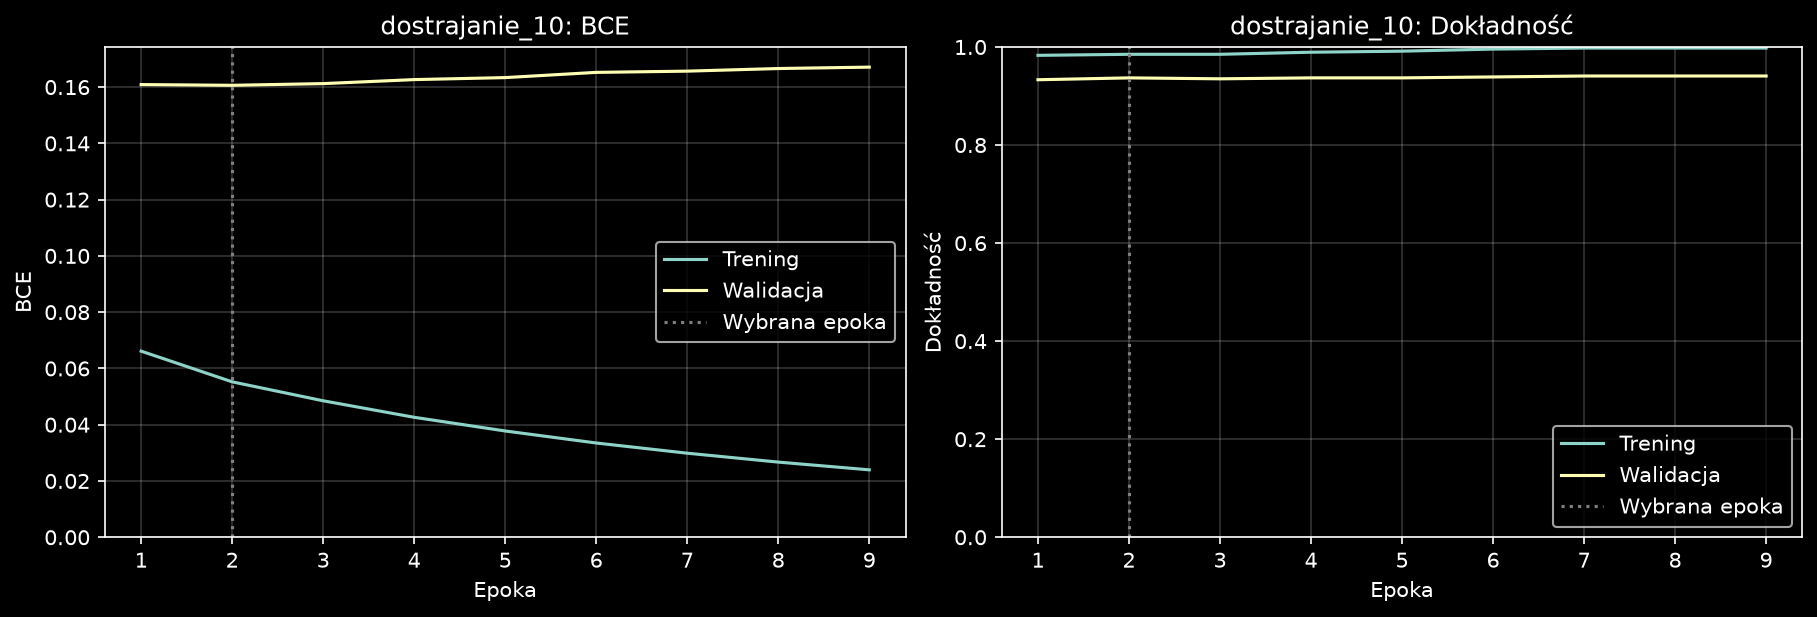 dostrajanie_10: BCE
BCE
0.16
0.14
0.12
0.10
0.08
0.06
0.04
0.02
0.00
Trening
Walidacja
Wybrana epoka
1 2 3 4 5 6 7 8 9
Epoka
dostrajanie_10: Dokładność
Dokładność
1.0
0.8
0.6
0.4
0.2
0.0
Trening
Walidacja
Wybrana epoka
1 2 3 4 5 6 7 8 9
Epoka